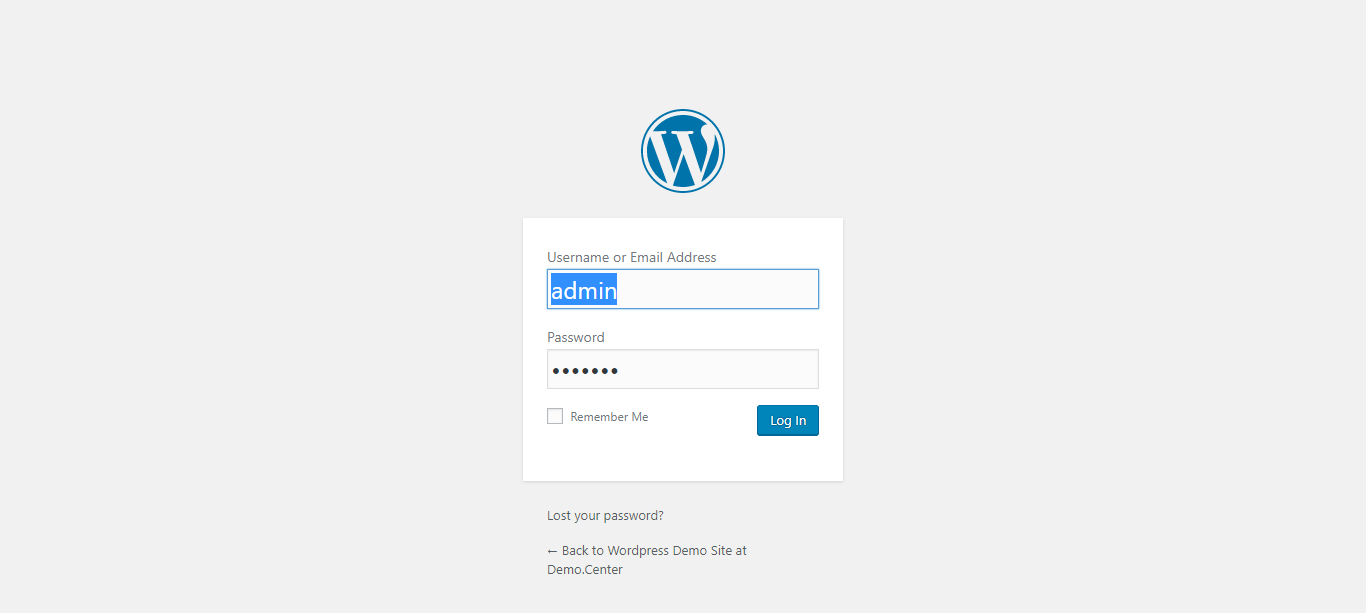 Username or Email Address
admin
Password
•••••••
Remember Me
Log In
Lost your password?
← Back to Wordpress Demo Site at
Demo.Center